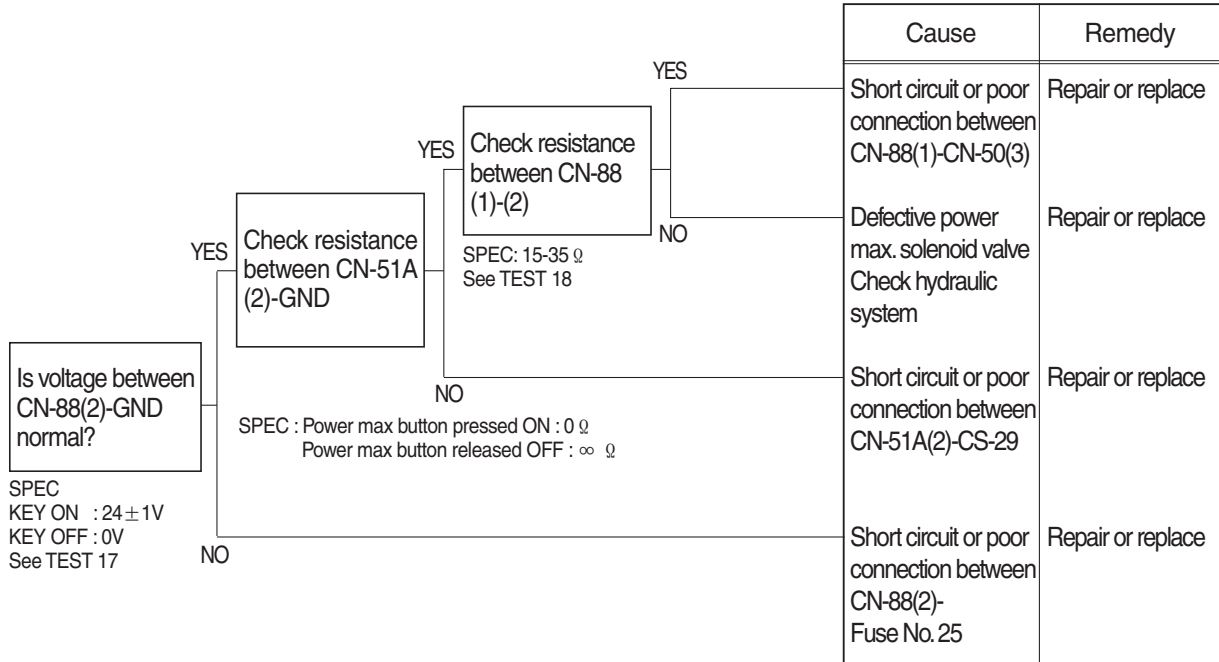 Cause
Remedy
YES
Short circuit or poor
connection between
CN-88(1)-CN-50(3)
Repair or replace
YES
Check resistance
between CN-88
(1)-(2)
SPEC: 15-35 Ω
See TEST 18
NO
Defective power
max. solenoid valve
Check hydraulic
system
Repair or replace
YES
Check resistance
between CN-51A
(2)-GND
NO
SPEC : Power max button pressed ON : 0 Ω
Power max button released OFF : ∞ Ω
Short circuit or poor
connection between
CN-51A(2)-CS-29
Repair or replace
Is voltage between
CN-88(2)-GND
normal?
SPEC
KEY ON : 24±1V
KEY OFF : 0V
See TEST 17
NO
Short circuit or poor
connection between
CN-88(2)-
Fuse No. 25
Repair or replace